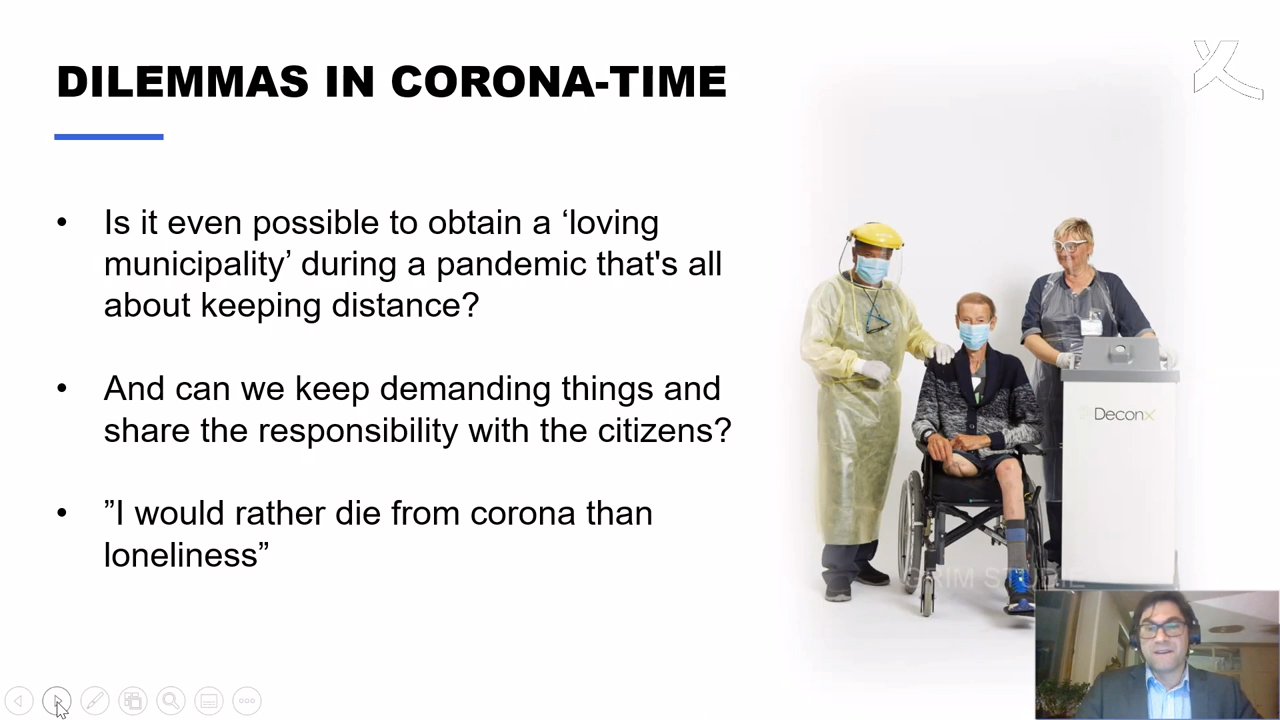 DILEMMAS IN CORONA-TIME
• Is it even possible to obtain a ‘loving
municipality’ during a pandemic that's all
about keeping distance?
• And can we keep demanding things and
share the responsibility with the citizens?
• ”I would rather die from corona than
loneliness”
Deconx
GRIM STUDIE